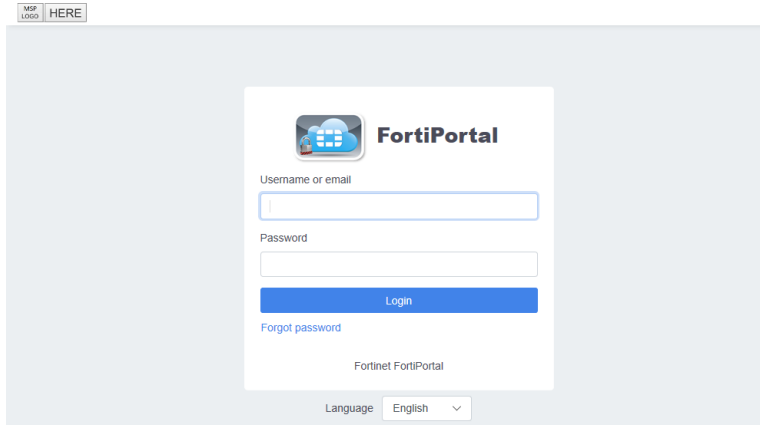 MSP LOGO HERE
FortiPortal
Username or email
Password
Login
Forgot password
Fortinet FortiPortal
Language English